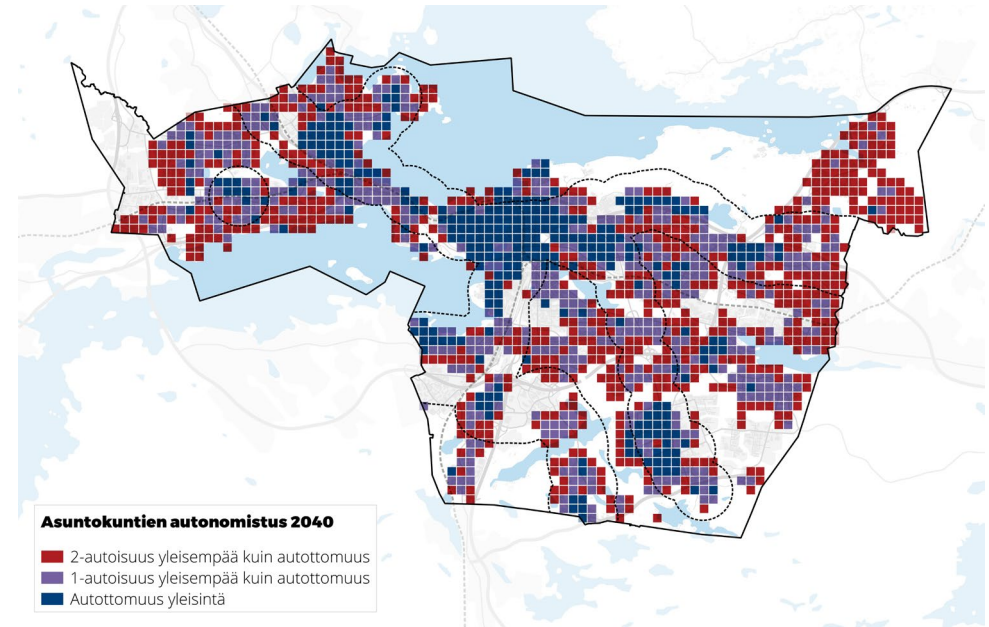 Asuntokuntien autonomistus 2040
2-autoisuus yleisempää kuin autottomuus
1-autoisuus yleisempää kuin autottomuus
Autottomuus yleisintä